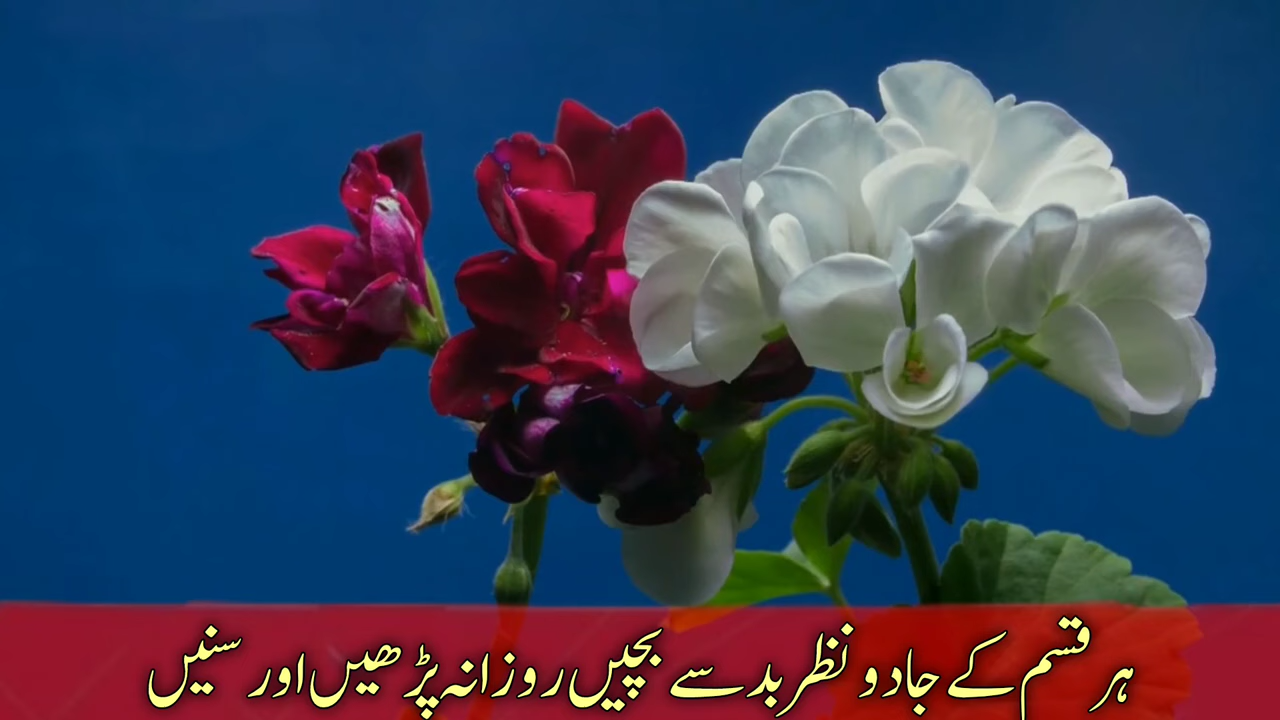 ہر قسم کے جادو نظر بد سے بچیں روزانہ پڑھیں اور سنیں